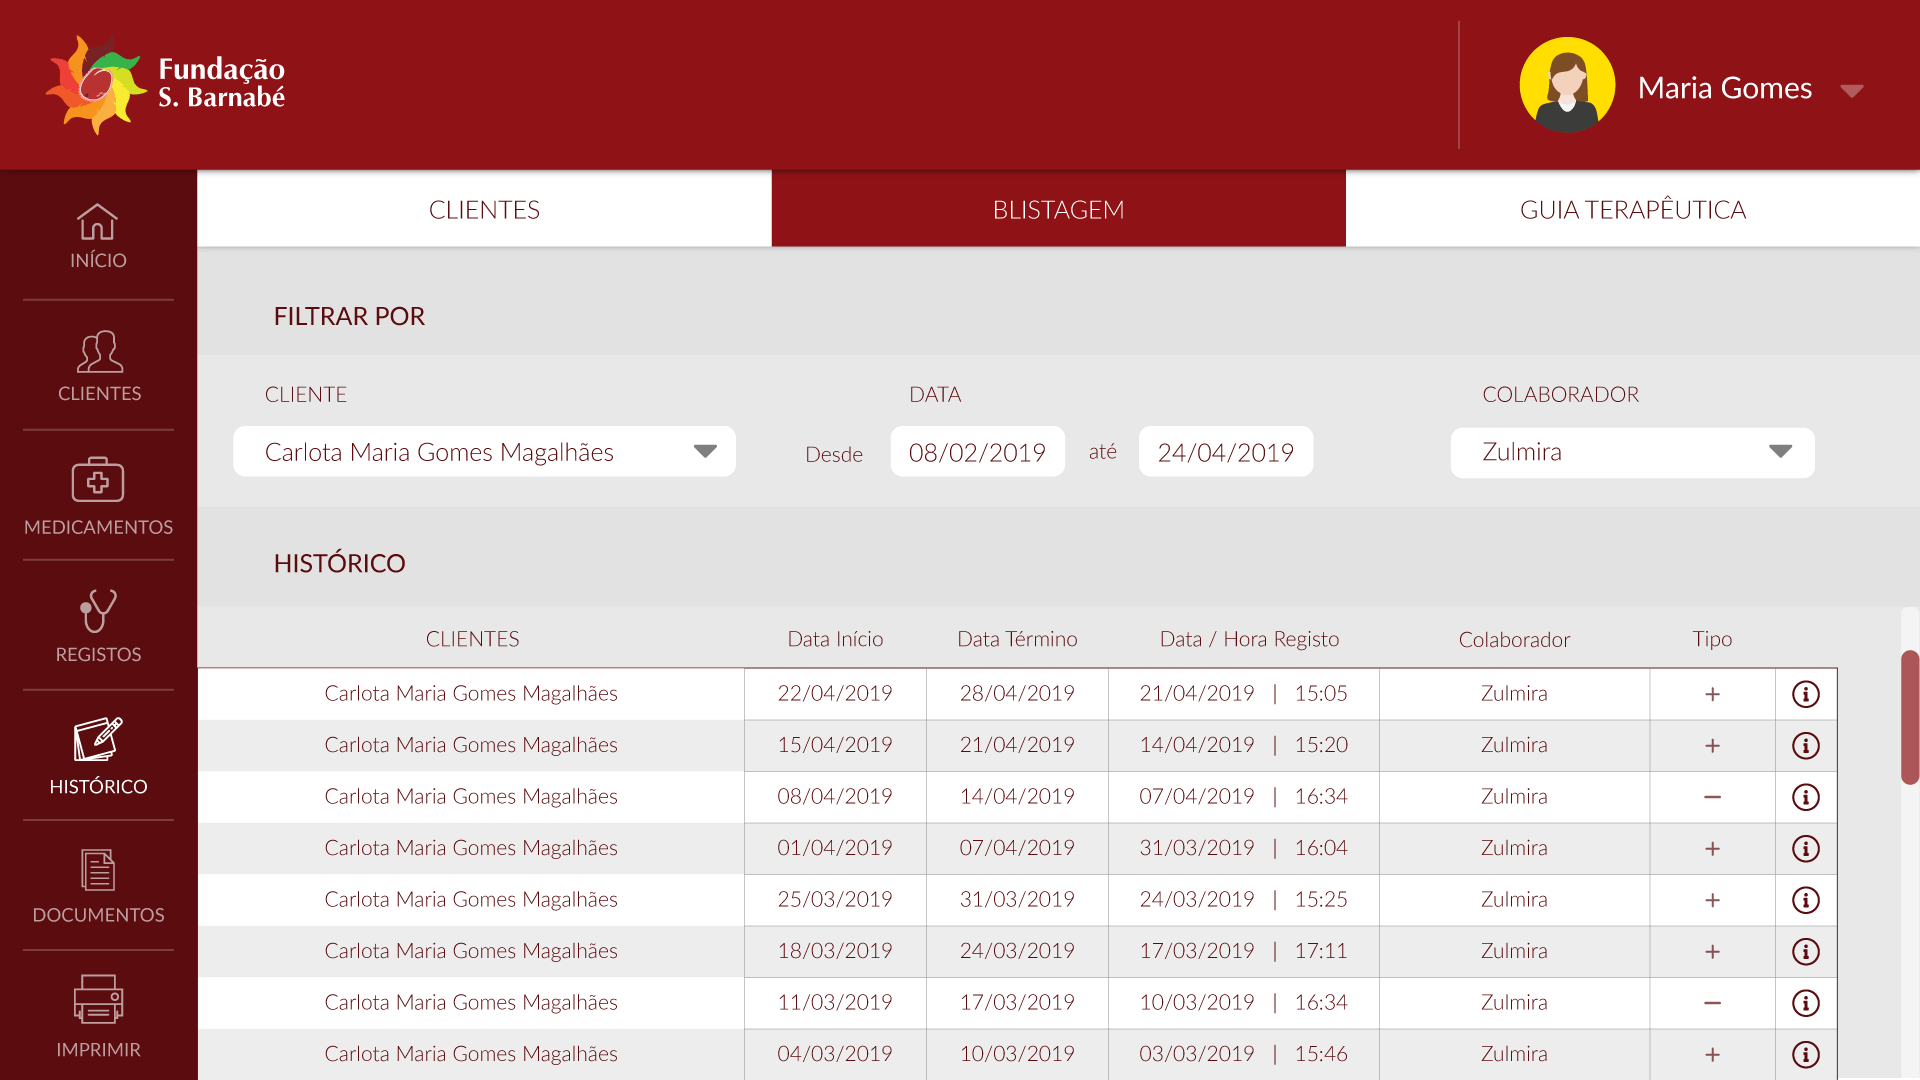 Fundação
S. Barnabé
Maria Gomes
INÍCIO
CLIENTES
MEDICAMENTOS
REGISTOS
HISTÓRICO
DOCUMENTOS
IMPRIMIR
CLIENTES BLISTAGEM GUIA TERAPÊUTICA
FILTRAR POR
CLIENTE DATA COLABORADOR
Carlota Maria Gomes Magalhães Desde 08/02/2019 até 24/04/2019 Zulmira
HISTÓRICO
CLIENTES Data Início Data Término Data / Hora Registo Colaborador Tipo
Carlota Maria Gomes Magalhães 22/04/2019 28/04/2019 21/04/2019 | 15:05 Zulmira +
Carlota Maria Gomes Magalhães 15/04/2019 21/04/2019 14/04/2019 | 15:20 Zulmira +
Carlota Maria Gomes Magalhães 08/04/2019 14/04/2019 07/04/2019 | 16:34 Zulmira −
Carlota Maria Gomes Magalhães 01/04/2019 07/04/2019 31/03/2019 | 16:04 Zulmira +
Carlota Maria Gomes Magalhães 25/03/2019 31/03/2019 24/03/2019 | 15:25 Zulmira +
Carlota Maria Gomes Magalhães 18/03/2019 24/03/2019 17/03/2019 | 17:11 Zulmira +
Carlota Maria Gomes Magalhães 11/03/2019 17/03/2019 10/03/2019 | 16:34 Zulmira −
Carlota Maria Gomes Magalhães 04/03/2019 10/03/2019 03/03/2019 | 15:46 Zulmira +